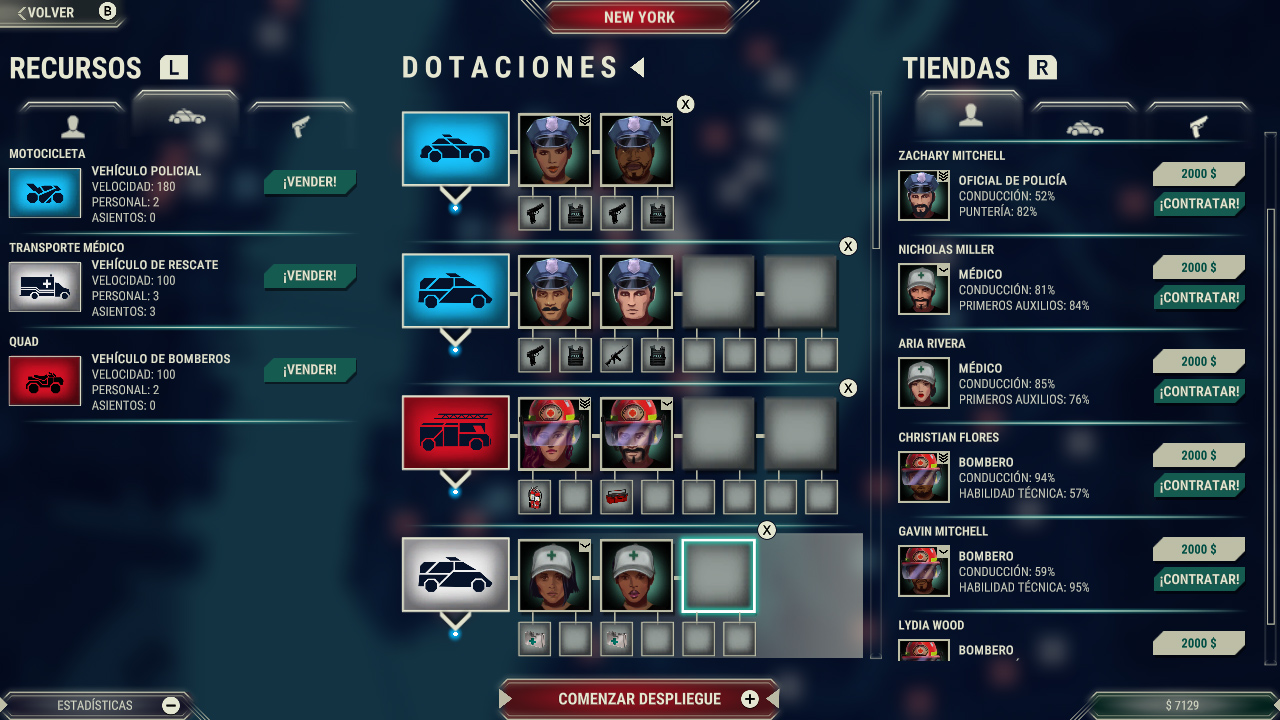 VOLVER B
NEW YORK
RECURSOS L
MOTOCICLETA
VEHÍCULO POLICIAL
VELOCIDAD: 180
PERSONAL: 2
ASIENTOS: 0
¡VENDER!
TRANSPORTE MÉDICO
VEHÍCULO DE RESCATE
VELOCIDAD: 100
PERSONAL: 3
ASIENTOS: 3
¡VENDER!
QUAD
VEHÍCULO DE BOMBEROS
VELOCIDAD: 100
PERSONAL: 2
ASIENTOS: 0
¡VENDER!
DOTACIONES
X
X
X
X
TIENDAS R
ZACHARY MITCHELL
OFICIAL DE POLICÍA
CONDUCCIÓN: 52%
PUNTERÍA: 82%
2000 $
¡CONTRATAR!
NICHOLAS MILLER
MÉDICO
CONDUCCIÓN: 81%
PRIMEROS AUXILIOS: 84%
2000 $
¡CONTRATAR!
ARIA RIVERA
MÉDICO
CONDUCCIÓN: 85%
PRIMEROS AUXILIOS: 76%
2000 $
¡CONTRATAR!
CHRISTIAN FLORES
BOMBERO
CONDUCCIÓN: 94%
HABILIDAD TÉCNICA: 57%
2000 $
¡CONTRATAR!
GAVIN MITCHELL
BOMBERO
CONDUCCIÓN: 59%
HABILIDAD TÉCNICA: 95%
2000 $
¡CONTRATAR!
LYDIA WOOD
BOMBERO
2000 $
ESTADÍSTICAS
COMENZAR DESPLIEGUE
$ 7129